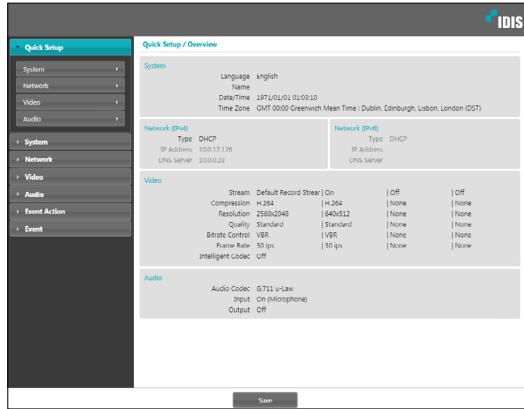 IDIS
Quick Setup
System
Network
Video
Audio
System
Network
Video
Audio
Event Action
Event
Quick Setup / Overview
System
Language English
Name
Date/Time 1971/01/01 01:03:10
Time Zone GMT 00:00 Greenwich Mean Time : Dublin, Edinburgh, Lisbon, London (DST)
Network (IPv4)
Type DHCP
IP Address 10.0.17.126
DNS Server 10.0.0.23
Network (IPv6)
Type DHCP
IP Address
DNS Server
Video
Stream Default Record Strear | On | Off | Off
Compression H.264 | H.264 | None | None
Resolution 2560x2048 | 640x512 | None | None
Quality Standard | Standard | None | None
Bitrate Control VBR | VBR | None | None
Frame Rate 30 ips | 30 ips | None | None
Intelligent Codec Off
Audio
Audio Codec G.711 u-Law
Input On (Microphone)
Output Off
Save